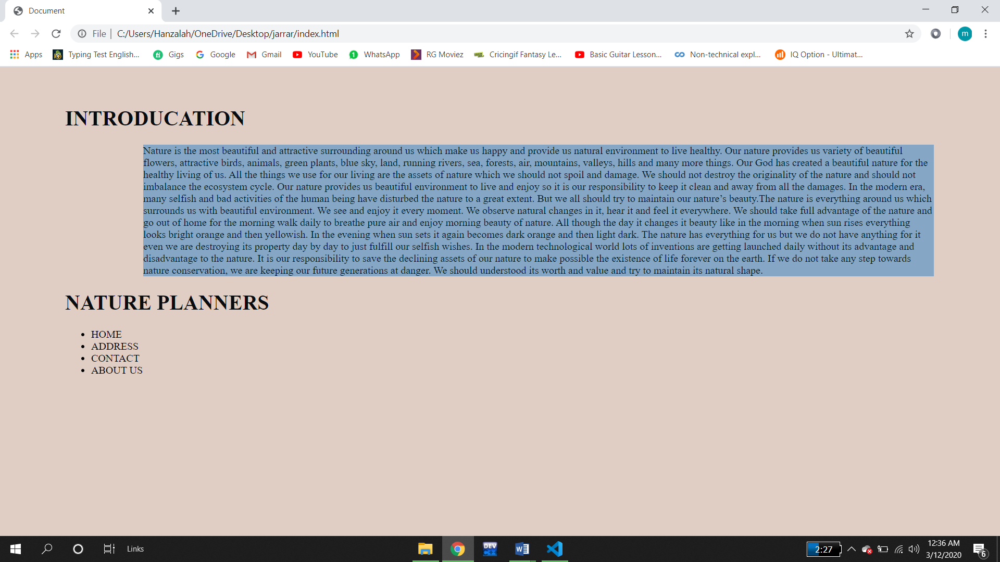 Document
File
C:/Users/Hanzalah/OneDrive/Desktop/jarrar/index.html
m
Apps
Typing Test English...
Gigs
Google
Gmail
YouTube
WhatsApp
RG Moviez
Cricingif Fantasy Le...
Basic Guitar Lesson...
Non-technical expl...
IQ Option - Ultimat...
INTRODUCATION
Nature is the most beautiful and attractive surrounding around us which make us happy and provide us natural environment to live healthy. Our nature provides us variety of beautiful
flowers, attractive birds, animals, green plants, blue sky, land, running rivers, sea, forests, air, mountains, valleys, hills and many more things. Our God has created a beautiful nature for the
healthy living of us. All the things we use for our living are the assets of nature which we should not spoil and damage. We should not destroy the originality of the nature and should not
imbalance the ecosystem cycle. Our nature provides us beautiful environment to live and enjoy so it is our responsibility to keep it clean and away from all the damages. In the modern era,
many selfish and bad activities of the human being have disturbed the nature to a great extent. But we all should try to maintain our nature’s beauty.The nature is everything around us which
surrounds us with beautiful environment. We see and enjoy it every moment. We observe natural changes in it, hear it and feel it everywhere. We should take full advantage of the nature and
go out of home for the morning walk daily to breathe pure air and enjoy morning beauty of nature. All though the day it changes it beauty like in the morning when sun rises everything
looks bright orange and then yellowish. In the evening when sun sets it again becomes dark orange and then light dark. The nature has everything for us but we do not have anything for it
even we are destroying its property day by day to just fulfill our selfish wishes. In the modern technological world lots of inventions are getting launched daily without its advantage and
disadvantage to the nature. It is our responsibility to save the declining assets of our nature to make possible the existence of life forever on the earth. If we do not take any step towards
nature conservation, we are keeping our future generations at danger. We should understood its worth and value and try to maintain its natural shape.
NATURE PLANNERS
HOME
ADDRESS
CONTACT
ABOUT US
Links
DEV
C++
2:27
12:36 AM
3/12/2020
6